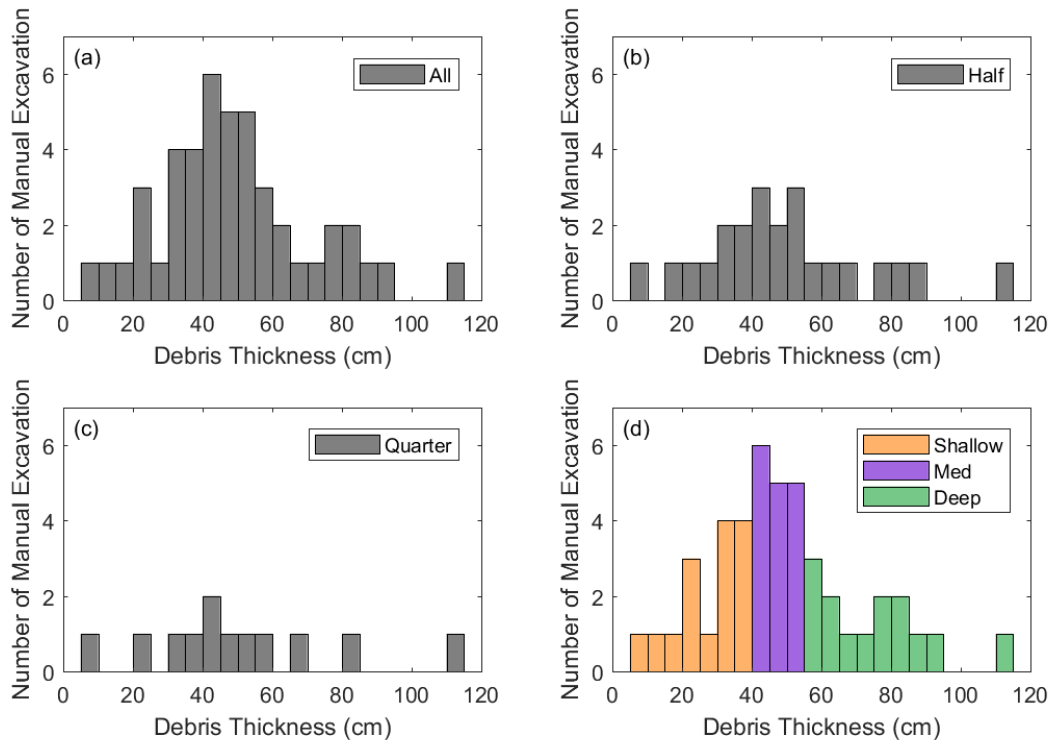 (a)
All
Number of Manual Excavation
6
4
2
0
0 20 40 60 80 100 120
Debris Thickness (cm)
(b)
Half
Number of Manual Excavation
6
4
2
0
0 20 40 60 80 100 120
Debris Thickness (cm)
(c)
Quarter
Number of Manual Excavation
6
4
2
0
0 20 40 60 80 100 120
Debris Thickness (cm)
(d)
Shallow
Med
Deep
Number of Manual Excavation
6
4
2
0
0 20 40 60 80 100 120
Debris Thickness (cm)